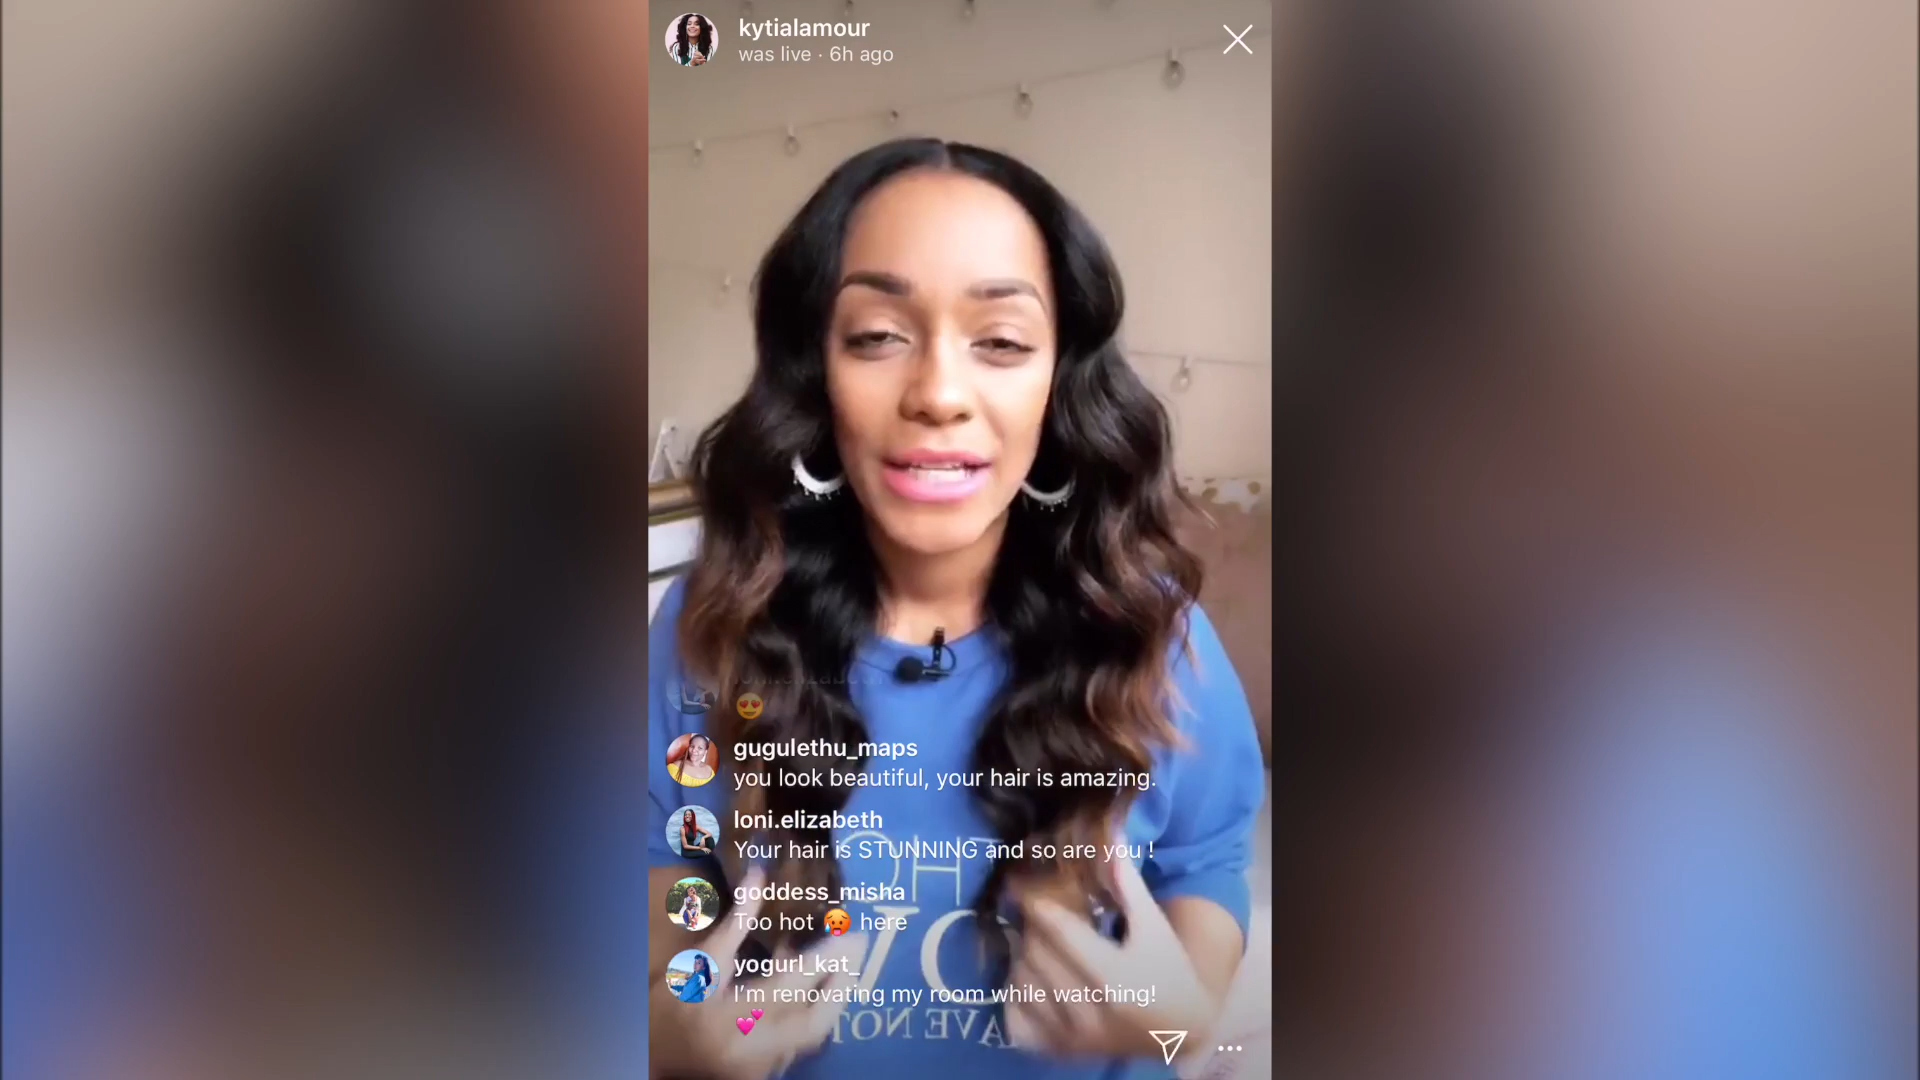 kytialamour
was live · 6h ago
😍
gugulethu_maps
you look beautiful, your hair is amazing.
loni.elizabeth
Your hair is STUNNING and so are you !
goddess_misha
Too hot 🥵 here
yogurl_kat_
I’m renovating my room while watching!
💕